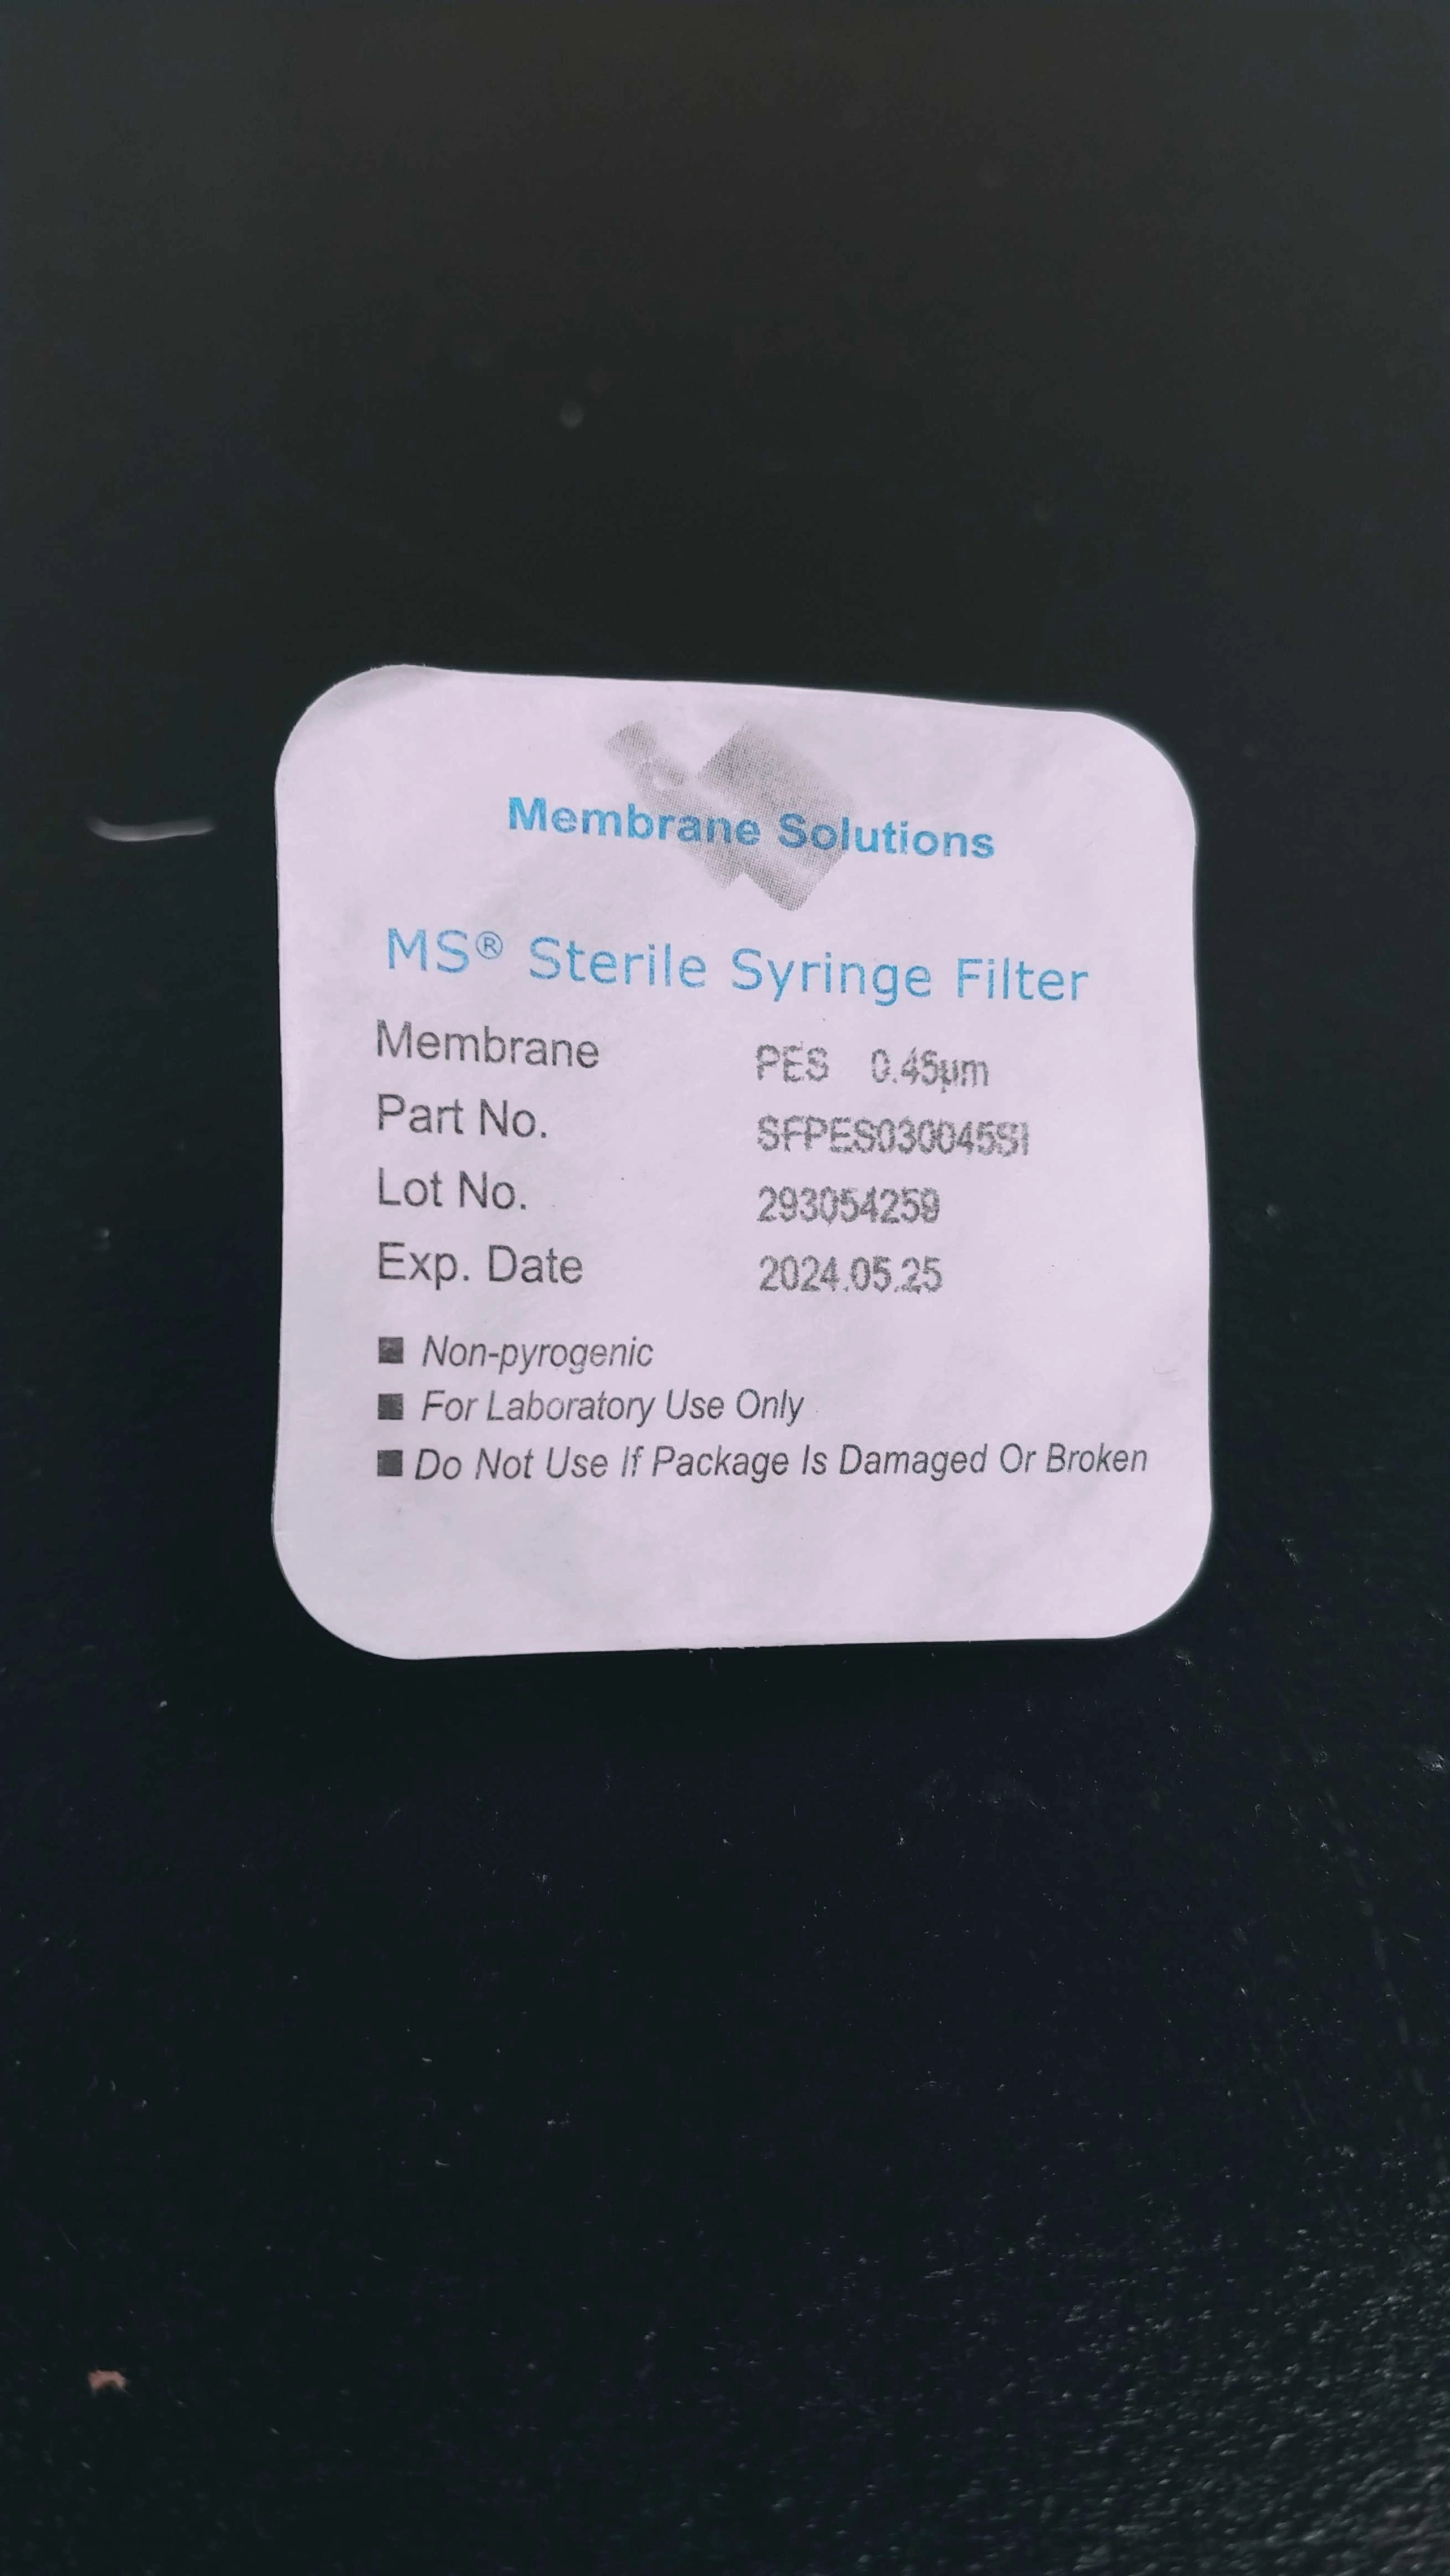 Membrane Solutions
MS® Sterile Syringe Filter
Membrane PES 0.45µm
Part No. SFPES030045SI
Lot No. 293054259
Exp. Date 2024.05.25
■ Non-pyrogenic
■ For Laboratory Use Only
■ Do Not Use If Package Is Damaged Or Broken